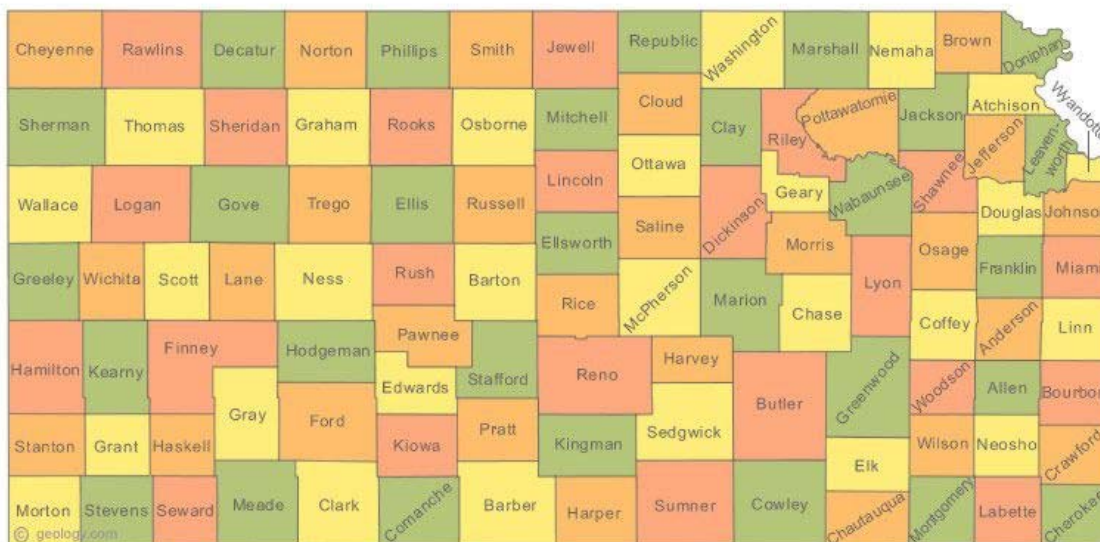 Cheyenne Rawlins Decatur Norton Phillips Smith Jewell Republic Washington Marshall Nemaha Brown Doniphan
Sherman Thomas Sheridan Graham Rooks Osborne Mitchell Cloud Clay Riley Pottawatomie Jackson Atchison Wyandotte
Ottawa Jefferson Leaven-
worth
Wallace Logan Gove Trego Ellis Russell Lincoln Saline Dickinson Geary Wabaunsee Shawnee Douglas Johnson
Greeley Wichita Scott Lane Ness Rush Barton Ellsworth Rice McPherson Marion Morris Chase Lyon Osage Franklin Miami
Hamilton Kearny Finney Hodgeman Pawnee Edwards Stafford Reno Harvey Butler Greenwood Coffey Anderson Linn
Woodson Allen Bourbon
Stanton Grant Haskell Gray Ford Kiowa Pratt Kingman Sedgwick Elk Wilson Neosho Crawford
Morton Stevens Seward Meade Clark Comanche Barber Harper Sumner Cowley Chautauqua Montgomery Labette Cherokee
© geology.com